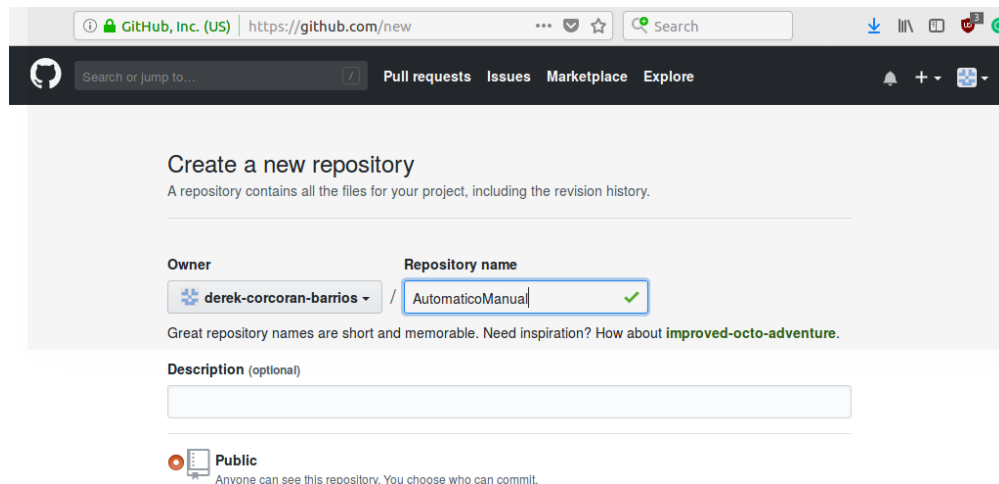 GitHub, Inc. (US) https://github.com/new ... Search 3
Search or jump to... / Pull requests Issues Marketplace Explore
Create a new repository
A repository contains all the files for your project, including the revision history.
Owner Repository name
derek-corcoran-barrios / AutomaticoManual
Great repository names are short and memorable. Need inspiration? How about improved-octo-adventure.
Description (optional)
Public
Anyone can see this repository. You choose who can commit.